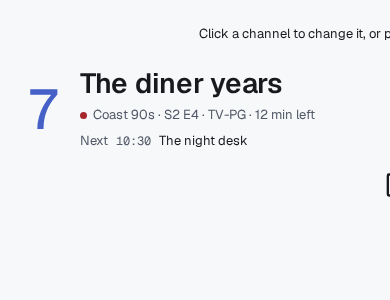 Click a channel to change it, or
7
The diner years
Coast 90s · S2 E4 · TV-PG · 12 min left
Next 10:30 The night desk